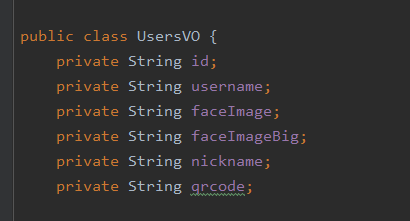 public class UsersVO {
private String id;
private String username;
private String faceImage;
private String faceImageBig;
private String nickname;
private String qrcode;